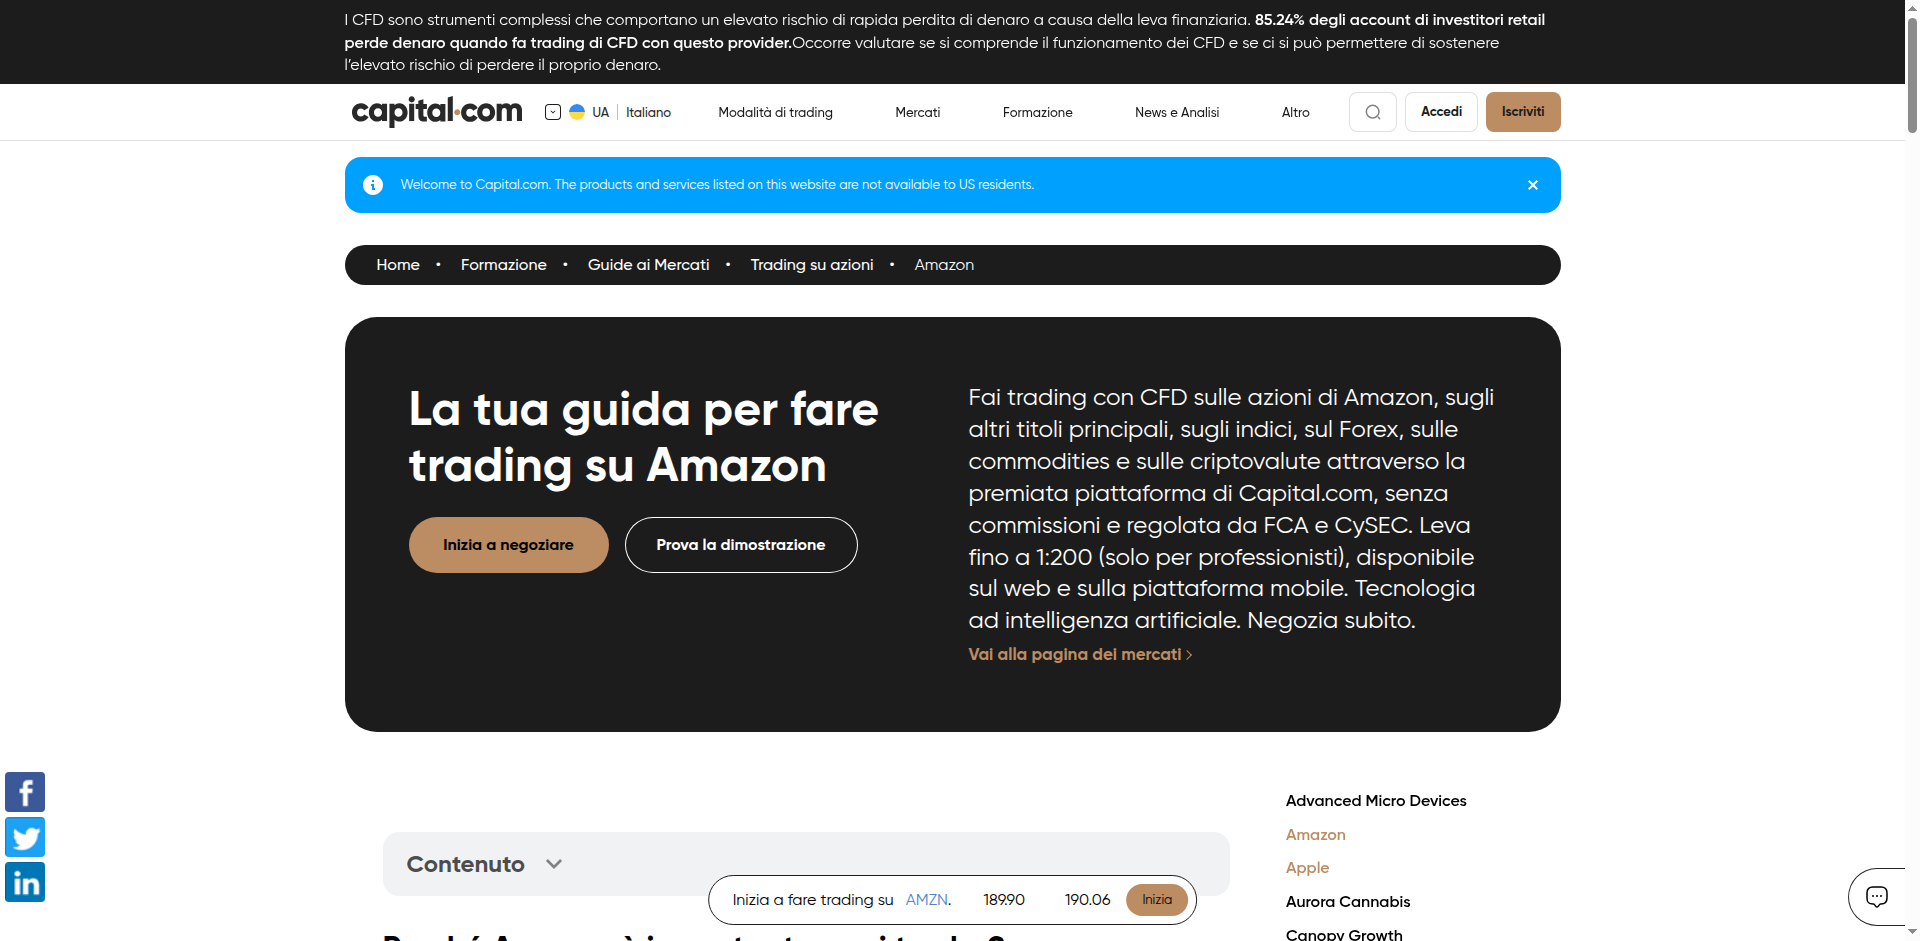 I CFD sono strumenti complessi che comportano un elevato rischio di rapida perdita di denaro a causa della leva finanziaria. 85.24% degli account di investitori retail
perde denaro quando fa trading di CFD con questo provider.Occorre valutare se si comprende il funzionamento dei CFD e se ci si può permettere di sostenere
l'elevato rischio di perdere il proprio denaro.
capital.com UA Italiano Modalità di trading Mercati Formazione News e Analisi Altro Accedi Iscriviti
Welcome to Capital.com. The products and services listed on this website are not available to US residents.
Home • Formazione • Guide ai Mercati • Trading su azioni • Amazon
La tua guida per fare
trading su Amazon
Inizia a negoziare Prova la dimostrazione
Fai trading con CFD sulle azioni di Amazon, sugli
altri titoli principali, sugli indici, sul Forex, sulle
commodities e sulle criptovalute attraverso la
premiata piattaforma di Capital.com, senza
commissioni e regolata da FCA e CySEC. Leva
fino a 1:200 (solo per professionisti), disponibile
sul web e sulla piattaforma mobile. Tecnologia
ad intelligenza artificiale. Negozia subito.
Vai alla pagina dei mercati
Contenuto
Advanced Micro Devices
Amazon
Apple
Aurora Cannabis
Canopy Growth
Inizia a fare trading su AMZN. 189.90 190.06 Inizia